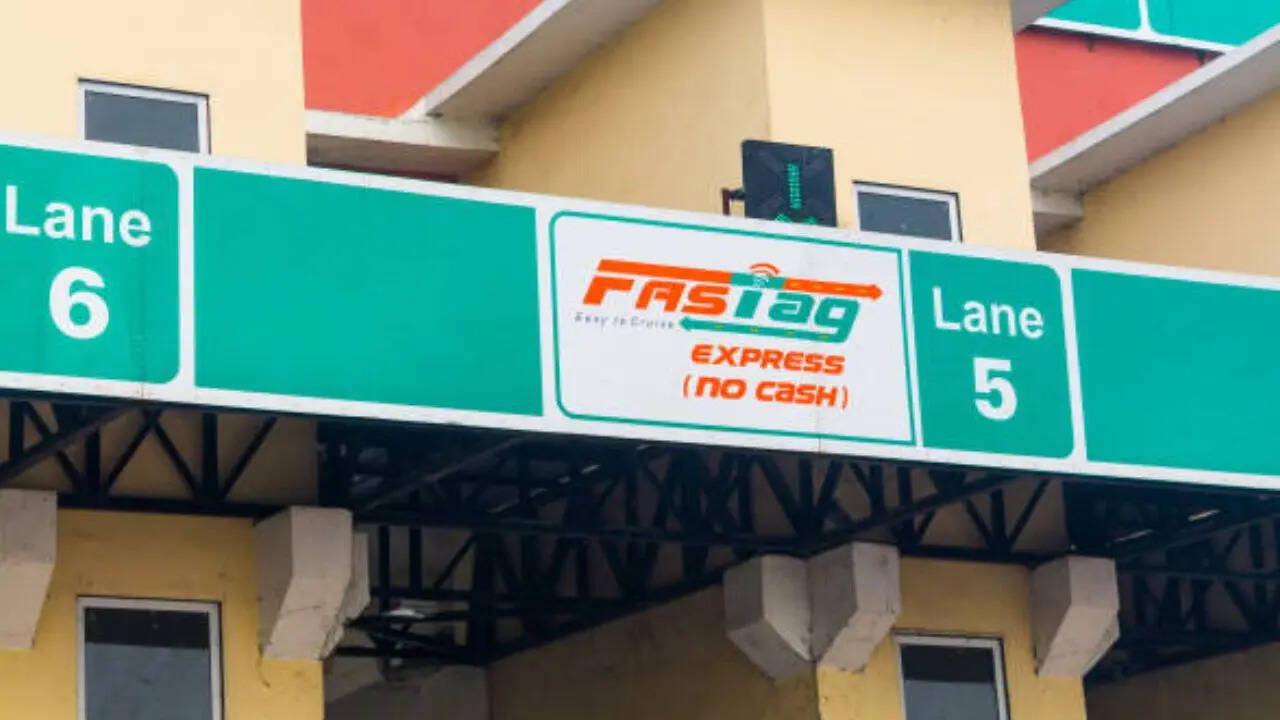 Lane
6
FASTag
Easy to Cruise
EXPRESS
(NO CASH)
Lane
5